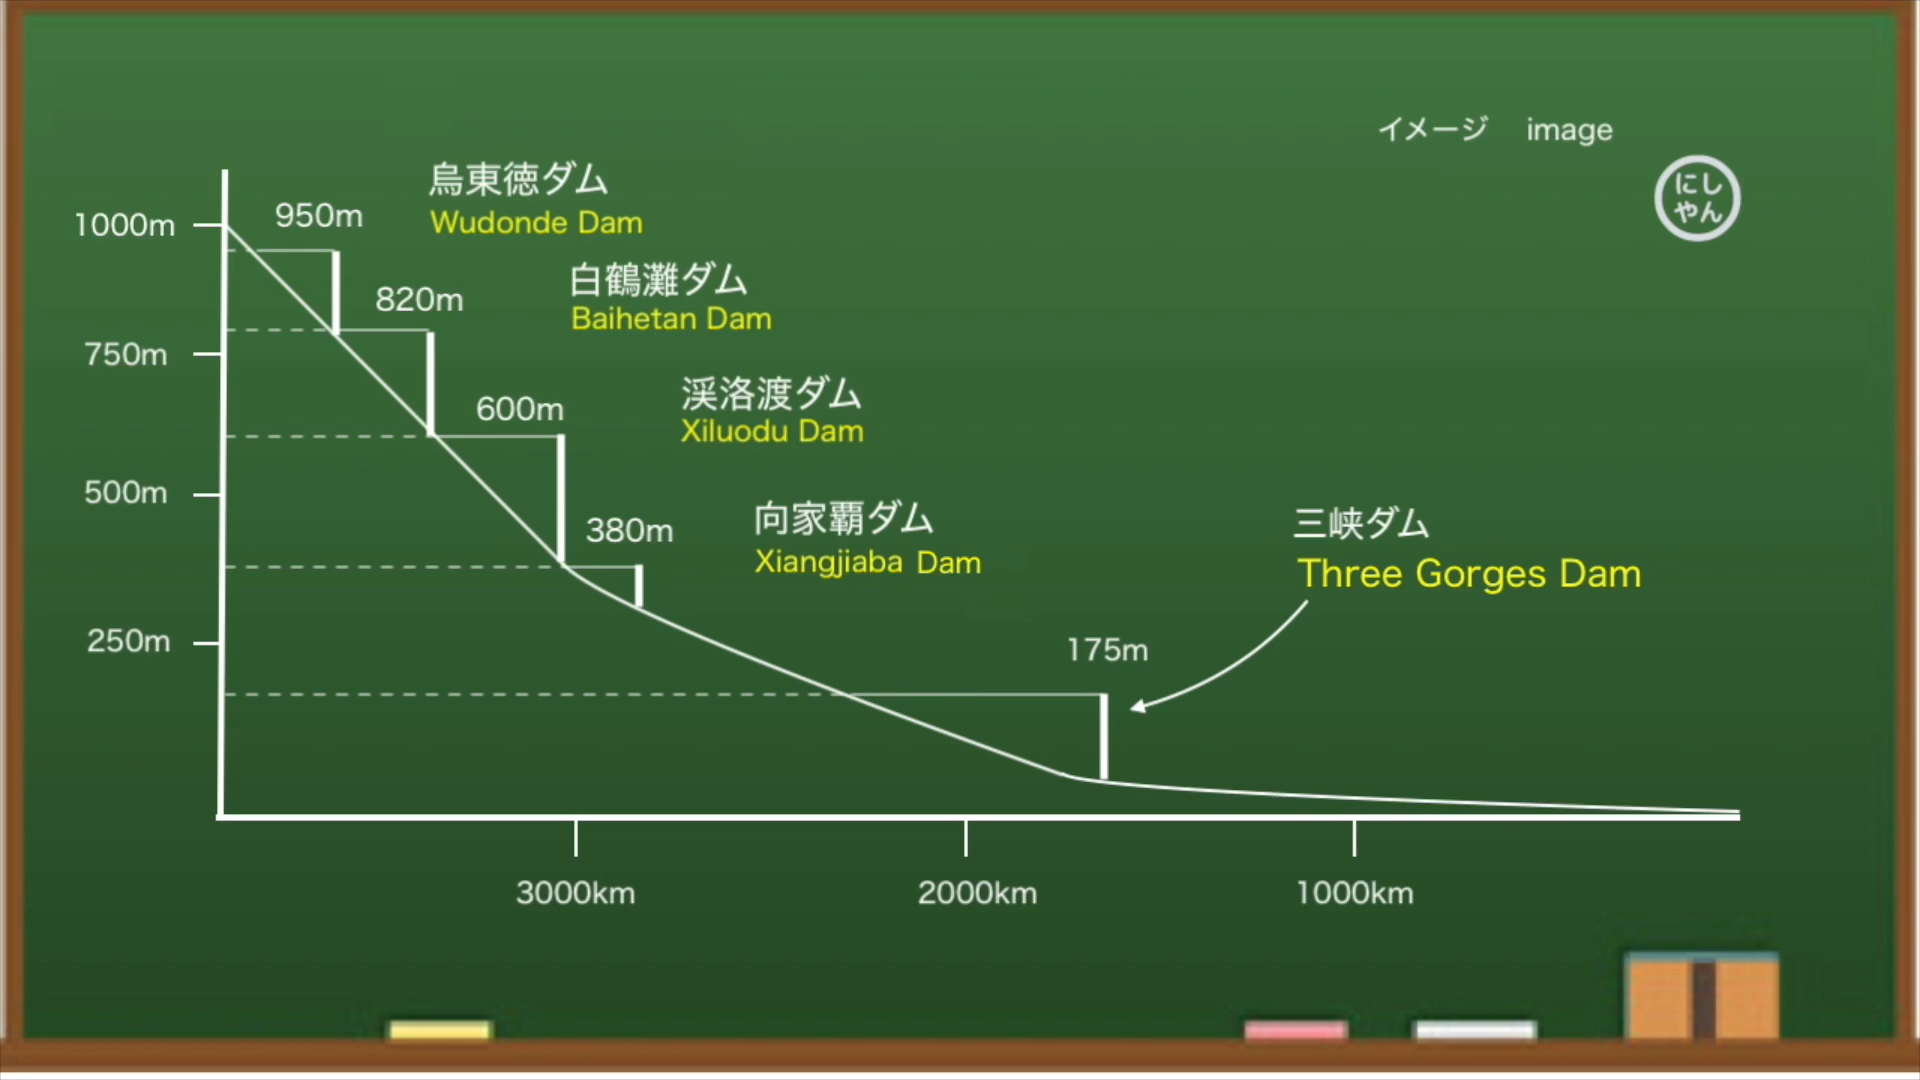 イメージ image
にし
やん
烏東徳ダム
Wudonde Dam
950m
1000m
白鶴灘ダム
Baihetan Dam
820m
750m
渓洛渡ダム
Xiluodu Dam
600m
500m
向家覇ダム
Xiangjiaba Dam
380m
三峡ダム
Three Gorges Dam
250m
175m
3000km
2000km
1000km